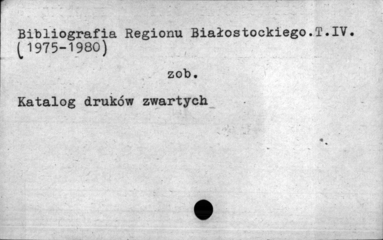 Bibliografia Regionu Białostockiego.T.IV.
(1975-1980)
zob.
Katalog druków zwartych